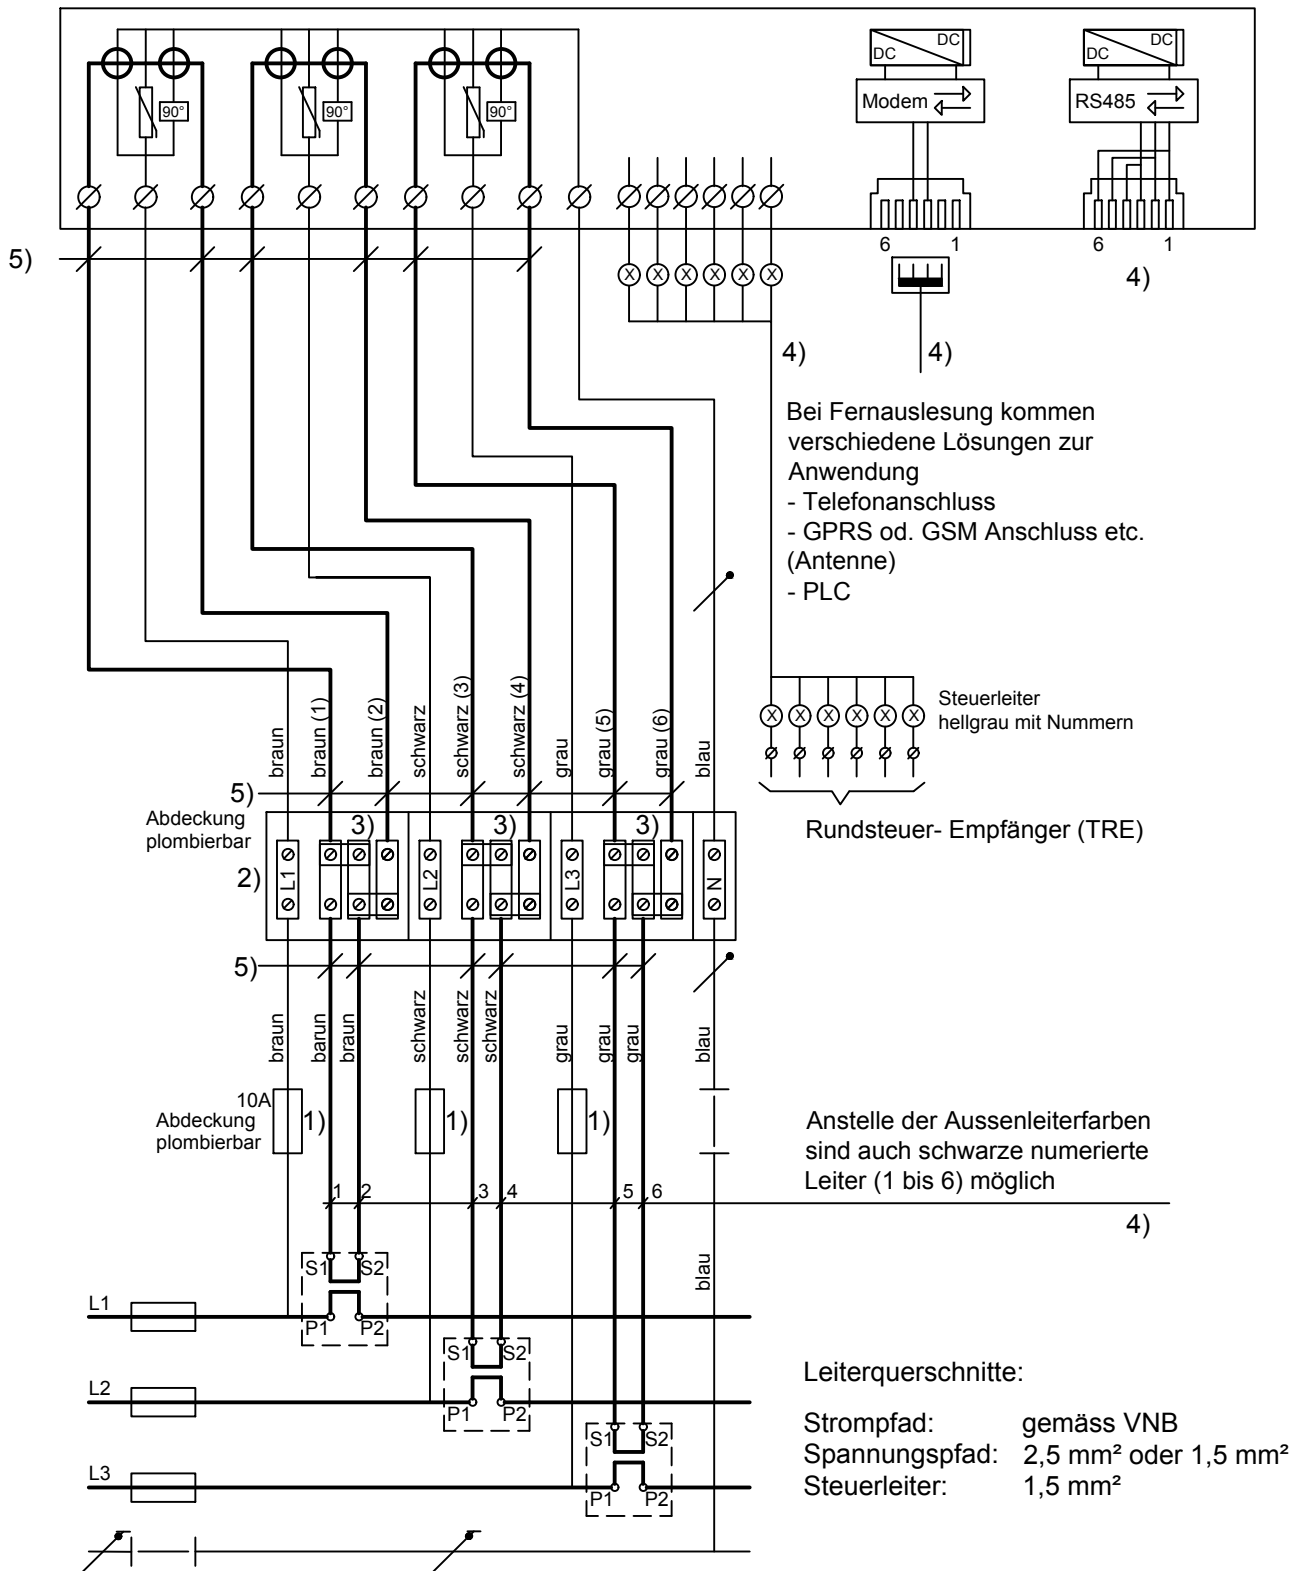 DC DC
DC DC
Modem
RS485
90° 90° 90°
6 1
6 1
5)
4)
4)
4)
Bei Fernauslesung kommen
verschiedene Lösungen zur
Anwendung
- Telefonanschluss
- GPRS od. GSM Anschluss etc.
(Antenne)
- PLC
X X X X X X
X X X X X X
Steuerleiter
hellgrau mit Nummern
Rundsteuer- Empfänger (TRE)
braun
braun (1)
braun (2)
schwarz
schwarz (3)
schwarz (4)
grau
grau (5)
grau (6)
blau
5)
Abdeckung
plombierbar
3) 3) 3)
2)
L1 L2 L3 N
5)
braun
barun
braun
schwarz
schwarz
schwarz
grau
grau
grau
blau
10A
Abdeckung
plombierbar
1) 1) 1)
Anstelle der Aussenleiterfarben
sind auch schwarze numerierte
Leiter (1 bis 6) möglich
1 2 3 4 5 6
4)
blau
S1 S2
L1
P1 P2
S1 S2
L2
P1 P2
S1 S2
L3
P1 P2
Leiterquerschnitte:
Strompfad: gemäss VNB
Spannungspfad: 2,5 mm² oder 1,5 mm²
Steuerleiter: 1,5 mm²